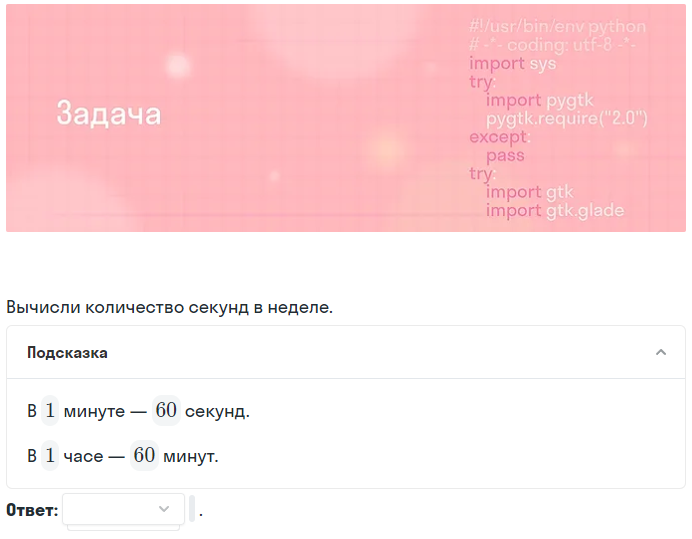 #!/usr/bin/env python
# -*- coding: utf-8 -*-
import sys
try:
import pygtk
pygtk.require("2.0")
except:
pass
try:
import gtk
import gtk.glade
Задача
Вычисли количество секунд в неделе.
Подсказка
В 1 минуте — 60 секунд.
В 1 часе — 60 минут.
Ответ: .